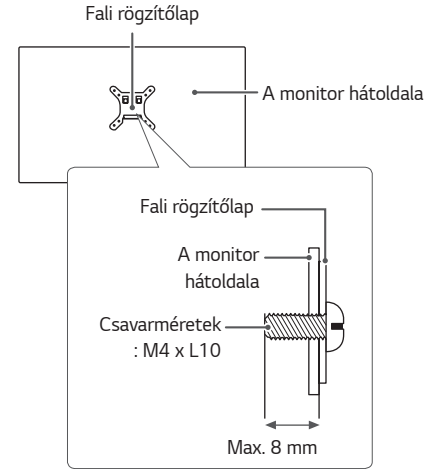 Fali rögzítőlap
A monitor hátoldala
Fali rögzítőlap
A monitor
hátoldala
Csavarméretek
: M4 x L10
Max. 8 mm